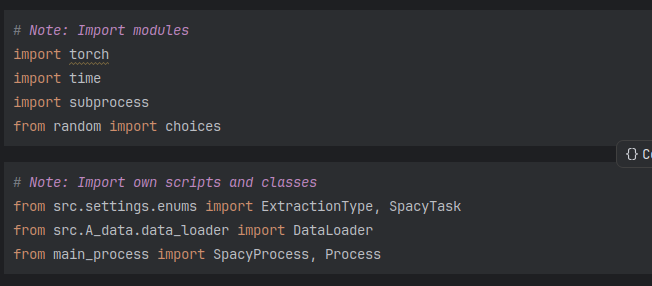 # Note: Import modules
import torch
import time
import subprocess
from random import choices
{}
# Note: Import own scripts and classes
from src.settings.enums import ExtractionType, SpacyTask
from src.A_data.data_loader import DataLoader
from main_process import SpacyProcess, Process